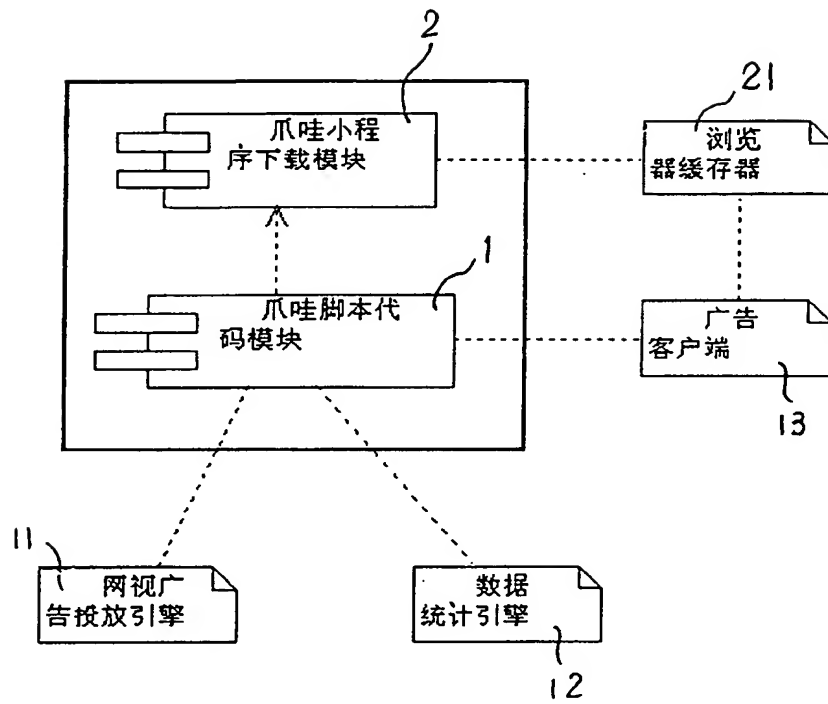 2
爪哇小程
序下载模块
21
浏览
器缓存器
1
爪哇脚本代
码模块
广告
客户端
13
11
网视广
告投放引擎
数据
统计引擎
12